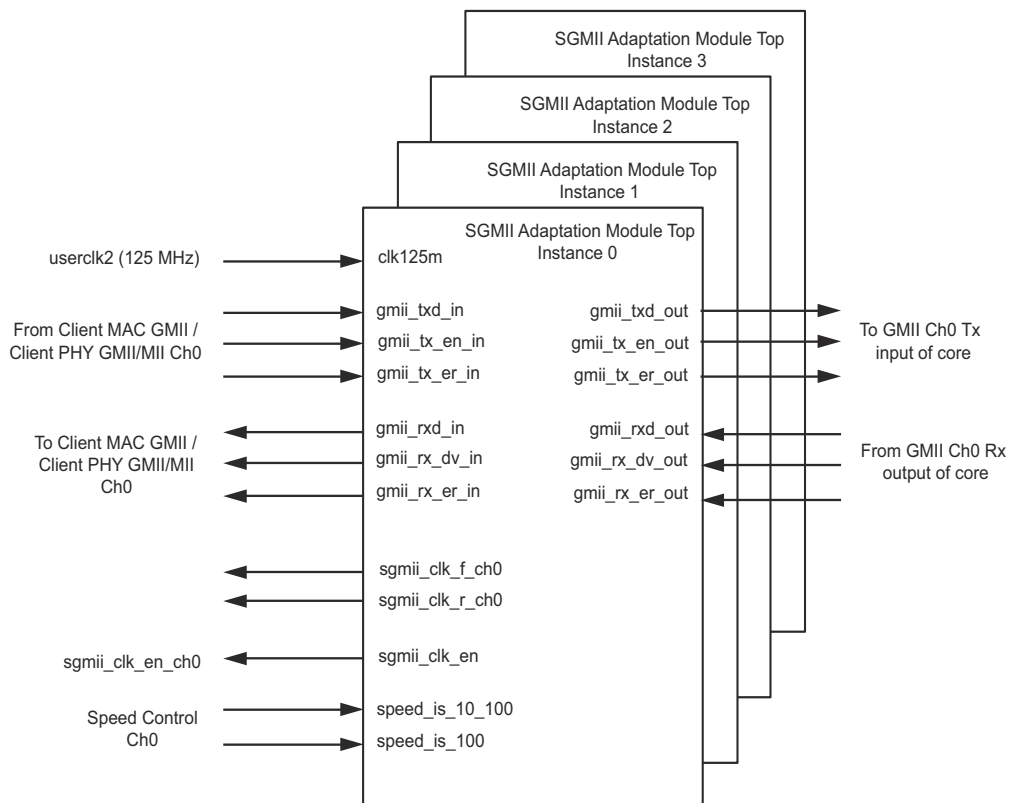 SGMII Adaptation Module Top
Instance 3
SGMII Adaptation Module Top
Instance 2
SGMII Adaptation Module Top
Instance 1
SGMII Adaptation Module Top
Instance 0
userclk2 (125 MHz)
clk125m
From Client MAC GMII /
Client PHY GMII/MII Ch0
gmii_txd_in
gmii_tx_en_in
gmii_tx_er_in
gmii_txd_out
gmii_tx_en_out
gmii_tx_er_out
To GMII Ch0 Tx
input of core
To Client MAC GMII /
Client PHY GMII/MII
Ch0
gmii_rxd_in
gmii_rx_dv_in
gmii_rx_er_in
gmii_rxd_out
gmii_rx_dv_out
gmii_rx_er_out
From GMII Ch0 Rx
output of core
sgmii_clk_f_ch0
sgmii_clk_r_ch0
sgmii_clk_en_ch0
sgmii_clk_en
Speed Control
Ch0
speed_is_10_100
speed_is_100